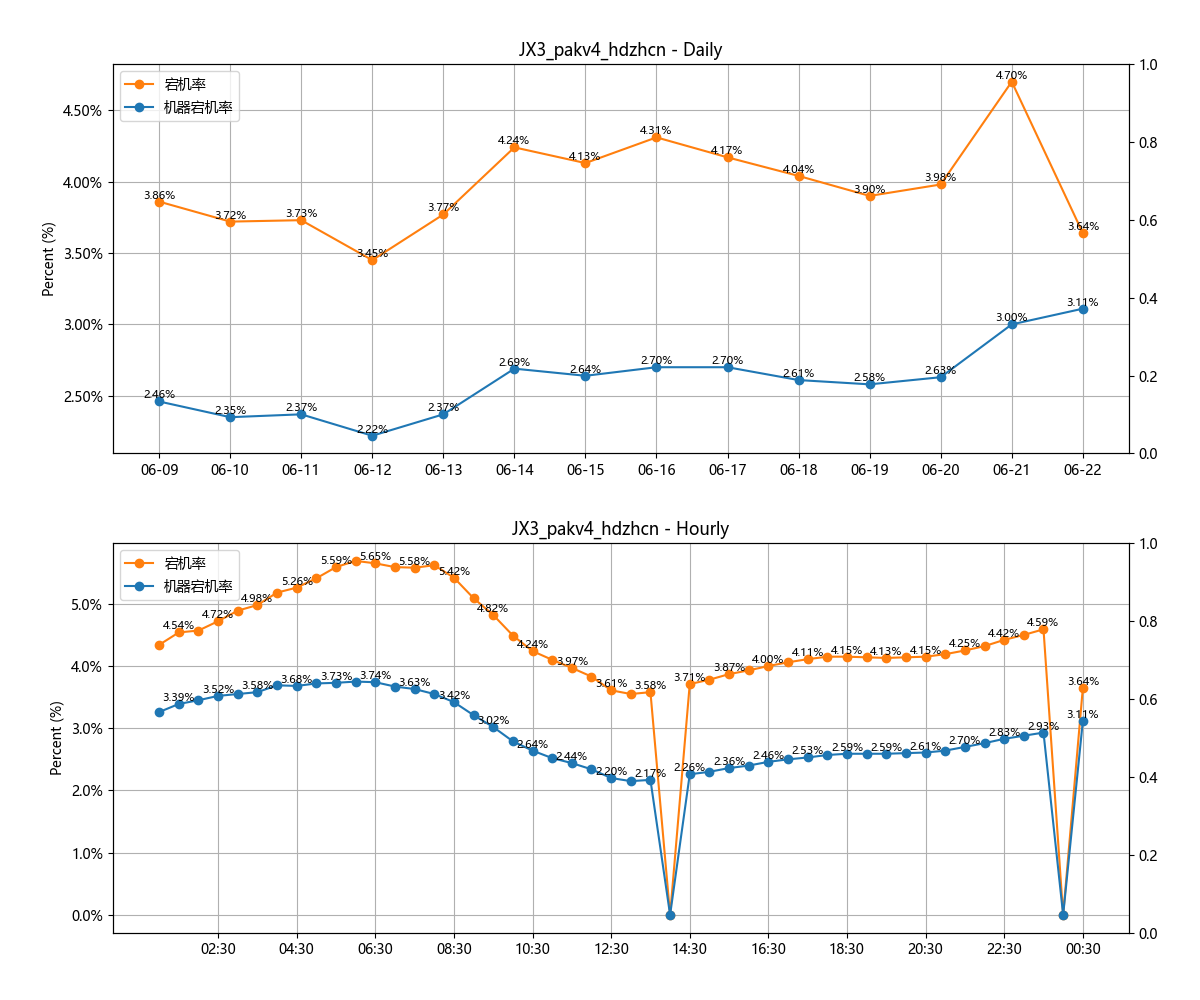 JX3_pakv4_hdzhcn - Daily
宕机率
机器宕机率
Percent (%)
4.50%
4.00%
3.50%
3.00%
2.50%
1.0
0.8
0.6
0.4
0.2
0.0
3.86% 3.72% 3.73% 3.45% 3.77% 4.24% 4.13% 4.31% 4.17% 4.04% 3.90% 3.98% 4.70% 3.64%
2.46% 2.35% 2.37% 2.22% 2.37% 2.69% 2.64% 2.70% 2.70% 2.61% 2.58% 2.63% 3.00% 3.11%
06-09 06-10 06-11 06-12 06-13 06-14 06-15 06-16 06-17 06-18 06-19 06-20 06-21 06-22
JX3_pakv4_hdzhcn - Hourly
宕机率
机器宕机率
Percent (%)
5.0%
4.0%
3.0%
2.0%
1.0%
0.0%
1.0
0.8
0.6
0.4
0.2
0.0
4.54% 4.72% 4.98% 5.26% 5.59% 5.65% 5.58% 5.42% 4.82% 4.24% 3.97% 3.61% 3.58% 3.71% 3.87% 4.00% 4.11% 4.15% 4.13% 4.15% 4.25% 4.42% 4.59% 3.64%
3.39% 3.52% 3.58% 3.68% 3.73% 3.74% 3.63% 3.42% 3.02% 2.64% 2.44% 2.20% 2.17% 2.26% 2.36% 2.46% 2.53% 2.59% 2.59% 2.61% 2.70% 2.83% 2.93% 3.11%
02:30 04:30 06:30 08:30 10:30 12:30 14:30 16:30 18:30 20:30 22:30 00:30